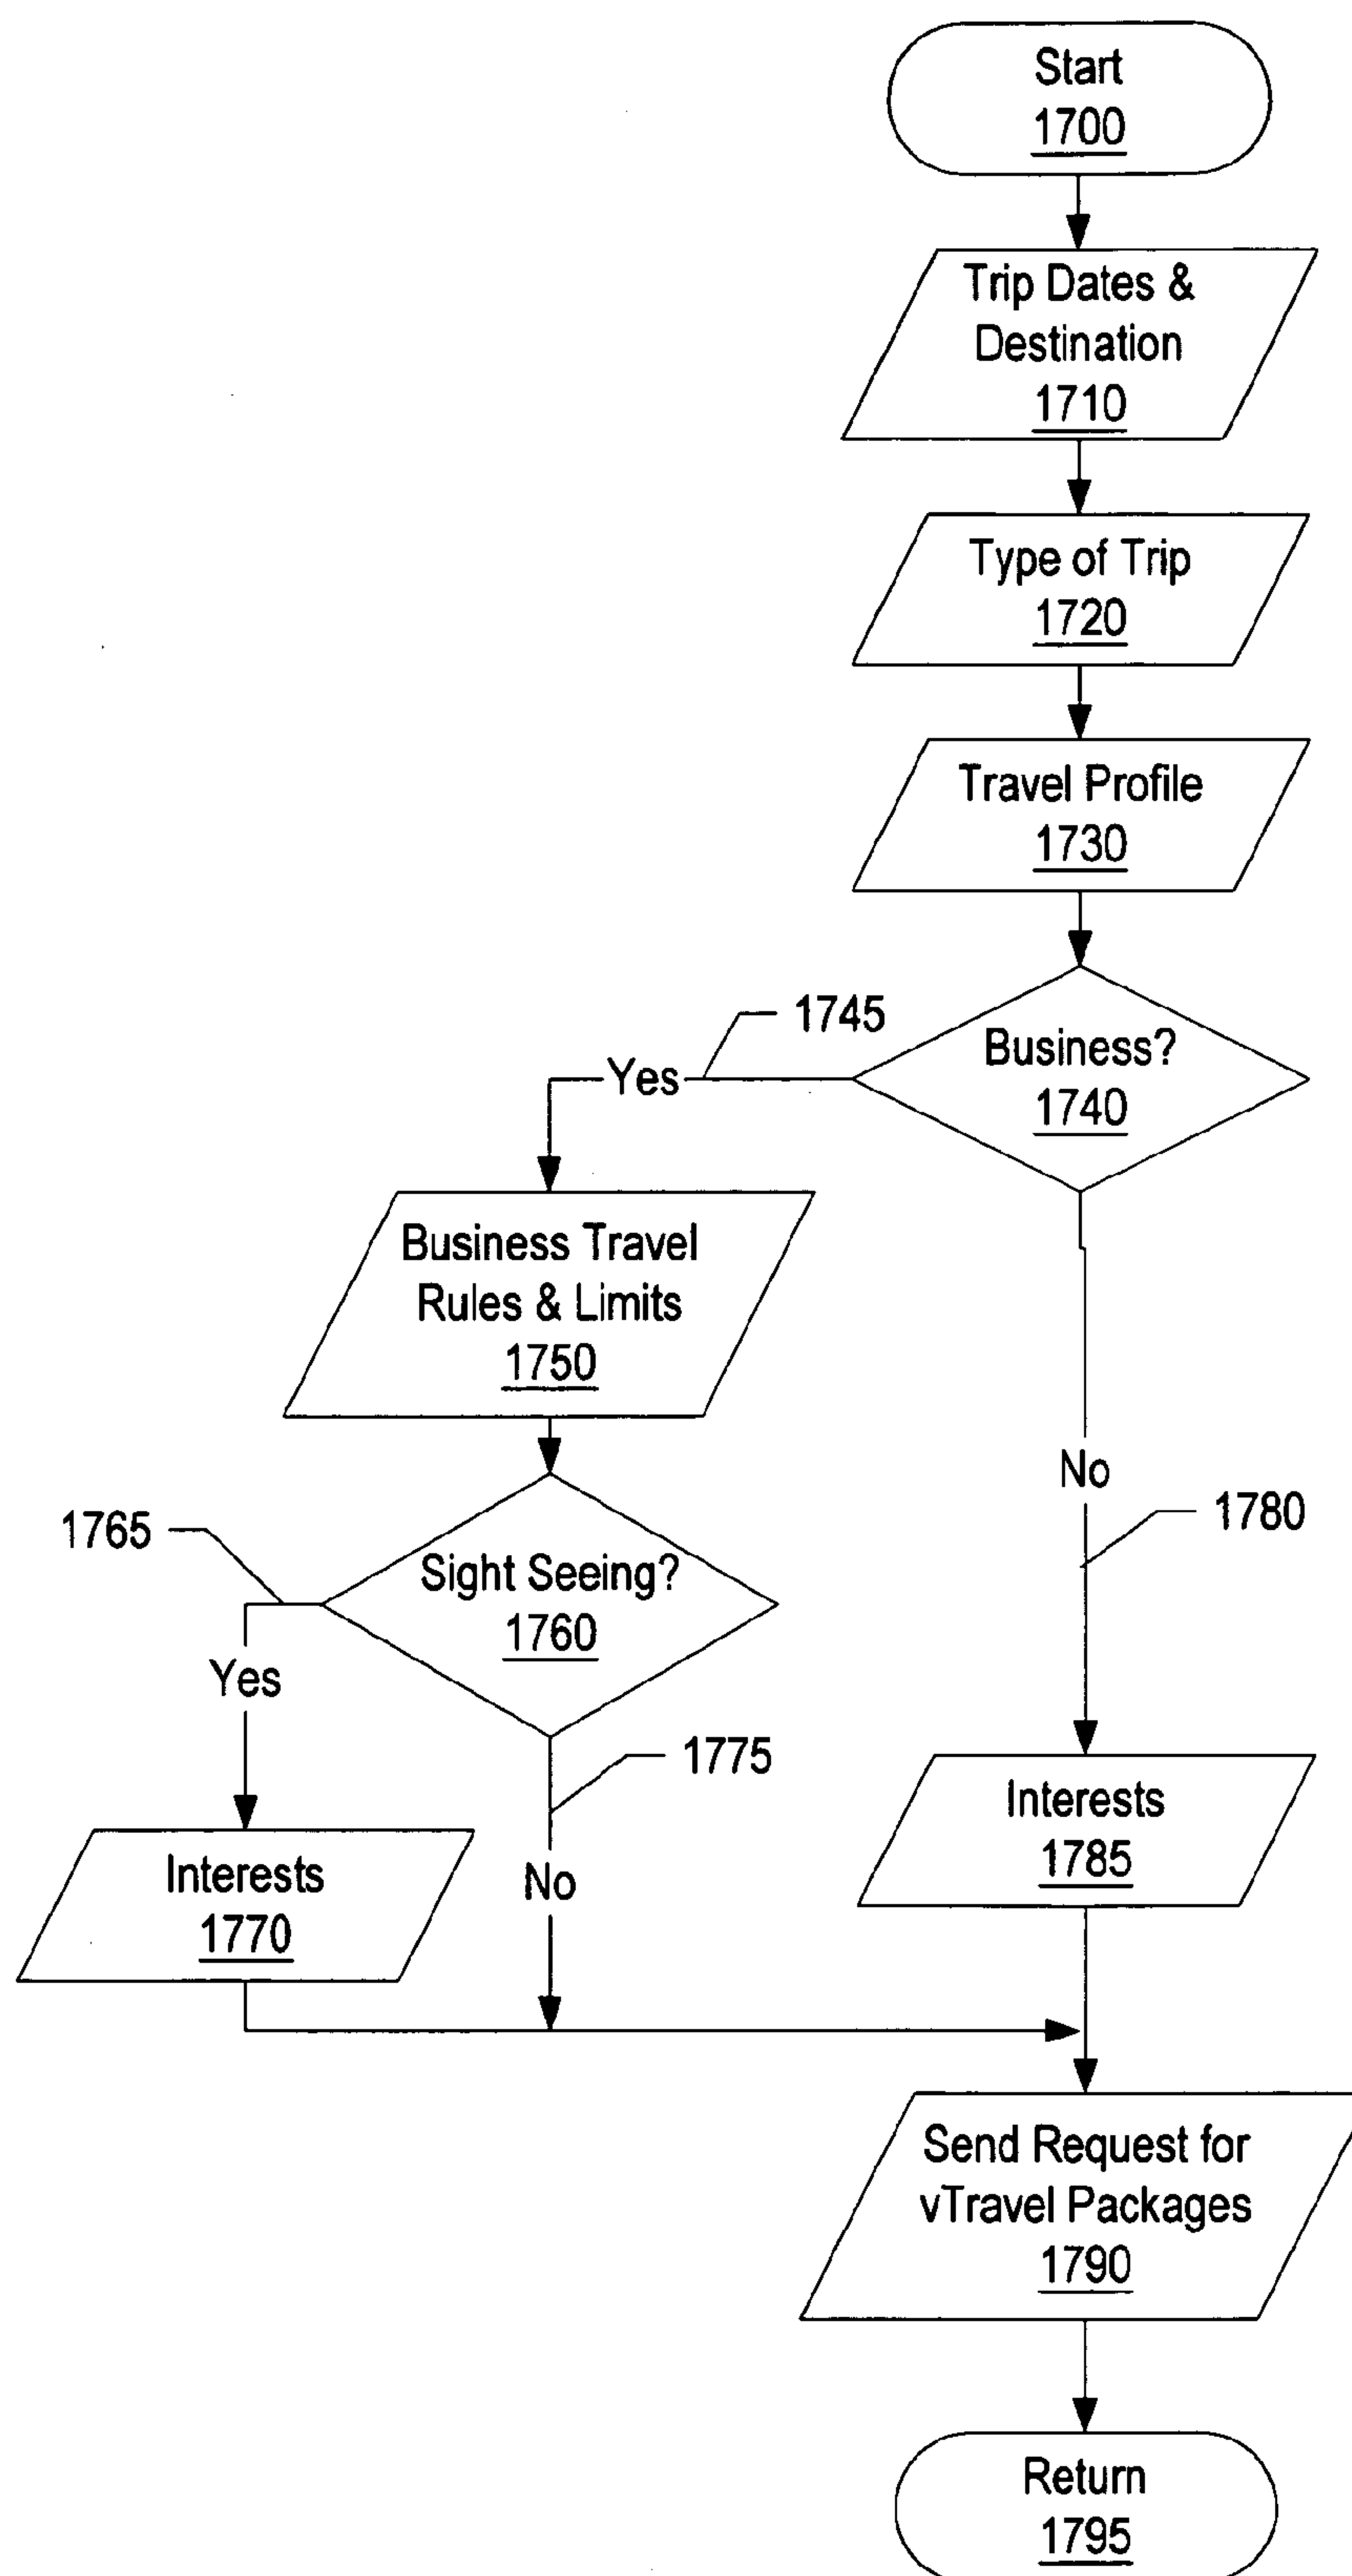 Start
1700
Trip Dates &
Destination
1710
Type of Trip
1720
Travel Profile
1730
Business?
1740
1745
Yes
Business Travel
Rules & Limits
1750
Sight Seeing?
1760
1765
Yes
Interests
1770
1775
No
No
1780
Interests
1785
Send Request for
vTravel Packages
1790
Return
1795